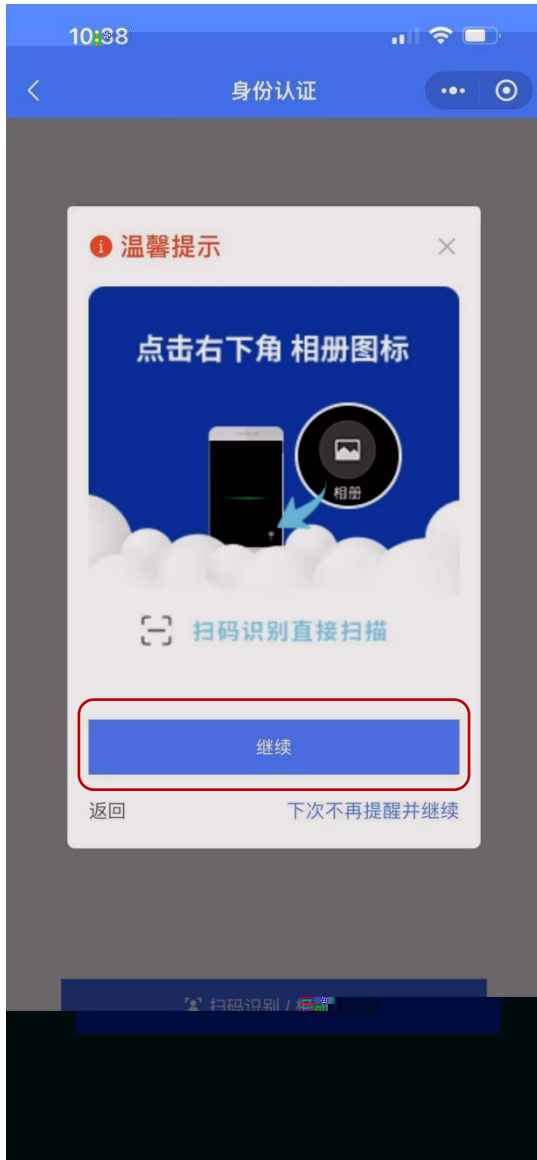 10:38
身份认证
温馨提示
点击右下角 相册图标
相册
扫码识别直接扫描
继续
返回
下次不再提醒并继续
扫码识别 /